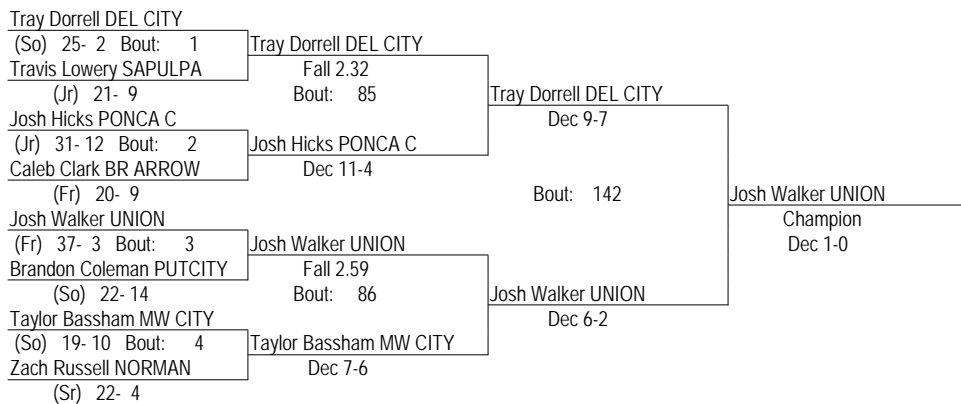 Tray Dorrell DEL CITY
(So) 25- 2 Bout: 1
Travis Lowery SAPULPA
(Jr) 21- 9
Josh Hicks PONCA C
(Jr) 31- 12 Bout: 2
Caleb Clark BR ARROW
(Fr) 20- 9
Josh Walker UNION
(Fr) 37- 3 Bout: 3
Brandon Coleman PUTCITY
(So) 22- 14
Taylor Bassham MW CITY
(So) 19- 10 Bout: 4
Zach Russell NORMAN
(Sr) 22- 4
Tray Dorrell DEL CITY
Fall 2.32
Bout: 85
Josh Hicks PONCA C
Dec 11-4
Josh Walker UNION
Fall 2.59
Bout: 86
Taylor Bassham MW CITY
Dec 7-6
Tray Dorrell DEL CITY
Dec 9-7
Bout: 142
Josh Walker UNION
Dec 6-2
Josh Walker UNION
Champion
Dec 1-0